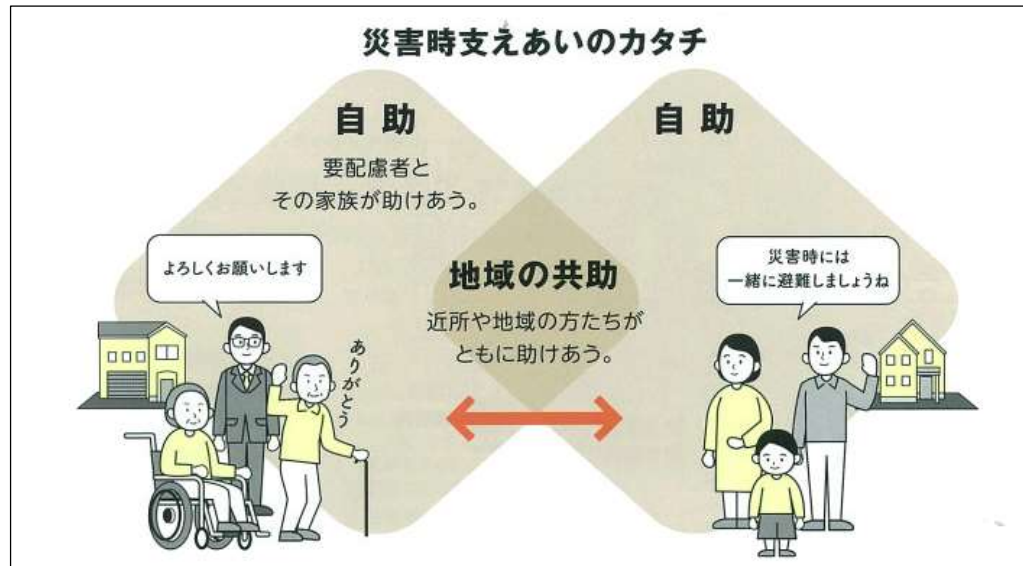 災害時支えあいのカタチ
自助
要配慮者と
その家族が助けあう。
自助
よろしくお願いします
地域の共助
近所や地域の方たちが
ともに助けあう。
災害時には
一緒に避難しましょうね
ありがとう